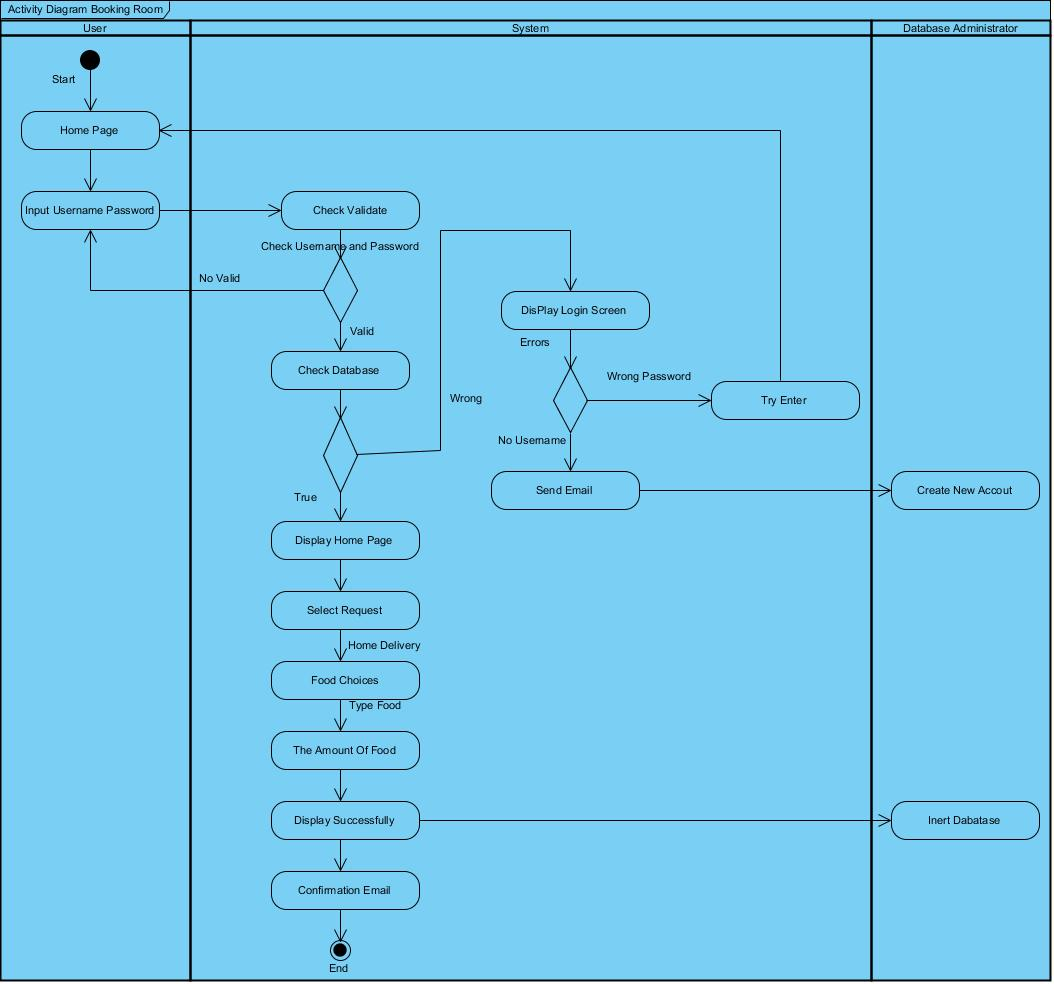 Activity Diagram Booking Room
User
System
Database Administrator
Start
Home Page
Input Username Password
Check Validate
Check Username and Password
No Valid
Valid
DisPlay Login Screen
Errors
Check Database
Wrong Password
Wrong
Try Enter
No Username
Send Email
Create New Accout
True
Display Home Page
Select Request
Home Delivery
Food Choices
Type Food
The Amount Of Food
Display Successfully
Inert Dabatase
Confirmation Email
End